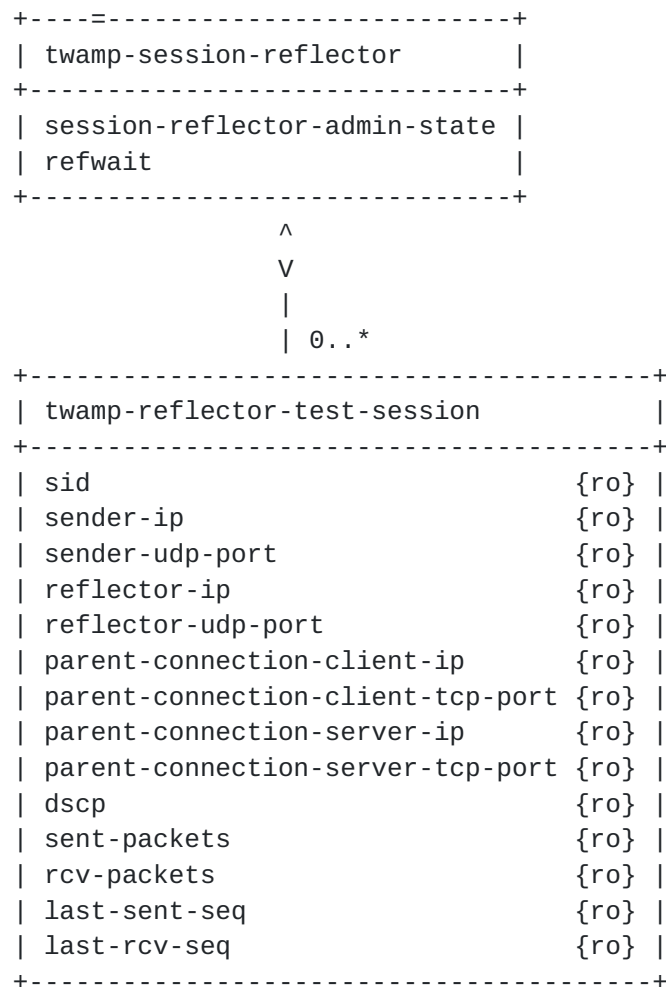 +----=--------------------------+
| twamp-session-reflector       |
+-------------------------------+
| session-reflector-admin-state |
| refwait                       |
+-------------------------------+
                 ^
                 V
                 |
                 | 0..*
+----------------------------------------+
| twamp-reflector-test-session           |
+----------------------------------------+
| sid                               {ro} |
| sender-ip                         {ro} |
| sender-udp-port                   {ro} |
| reflector-ip                      {ro} |
| reflector-udp-port                {ro} |
| parent-connection-client-ip       {ro} |
| parent-connection-client-tcp-port {ro} |
| parent-connection-server-ip       {ro} |
| parent-connection-server-tcp-port {ro} |
| dscp                              {ro} |
| sent-packets                      {ro} |
| rcv-packets                       {ro} |
| last-sent-seq                     {ro} |
| last-rcv-seq                      {ro} |
+----------------------------------------+